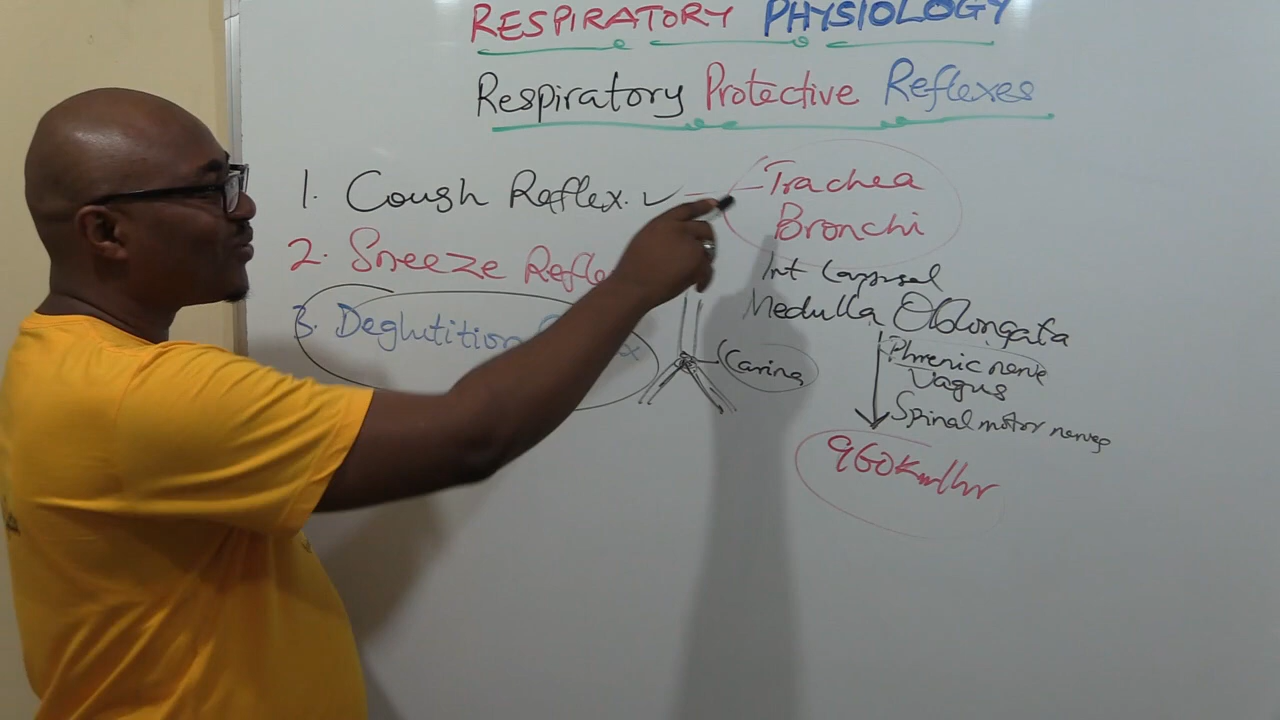 RESPIRATORY PHYSIOLOGY
Respiratory Protective Reflexes
1. Cough Reflex. ✓ Trachea
Bronchi
2. Sneeze Refle
Int
3. Deglutition
Medulla Oblongata
Carina
Phrenic nerve
Vagus
Spinal motor nerves
960Km/hr